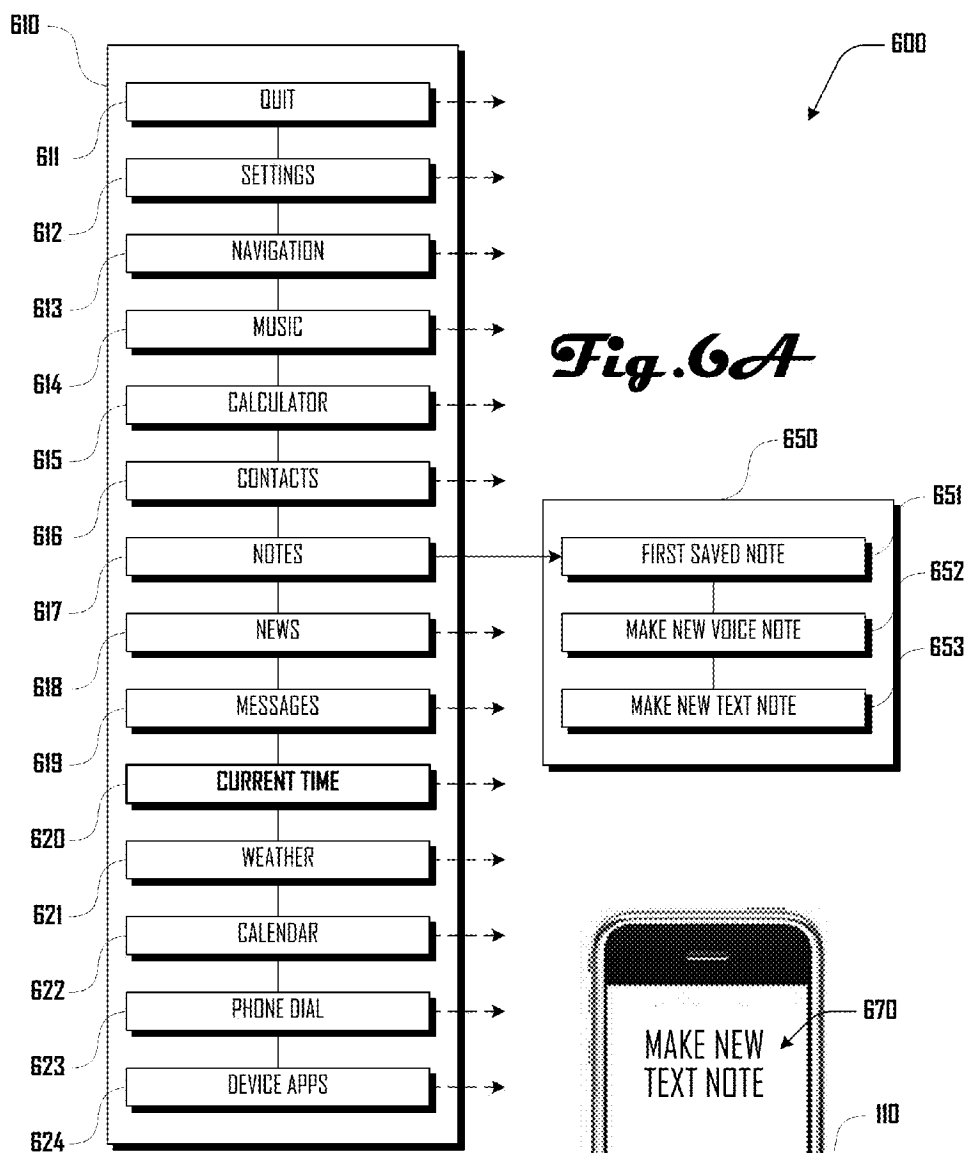 610
600
QUIT
611
SETTINGS
612
NAVIGATION
613
MUSIC
614
Fig.6A
CALCULATOR
615
650
CONTACTS
651
616
NOTES
FIRST SAVED NOTE
652
617
NEWS
MAKE NEW VOICE NOTE
653
618
MESSAGES
MAKE NEW TEXT NOTE
619
CURRENT TIME
620
WEATHER
621
CALENDAR
622
PHONE DIAL
670
MAKE NEW
TEXT NOTE
623
DEVICE APPS
110
624